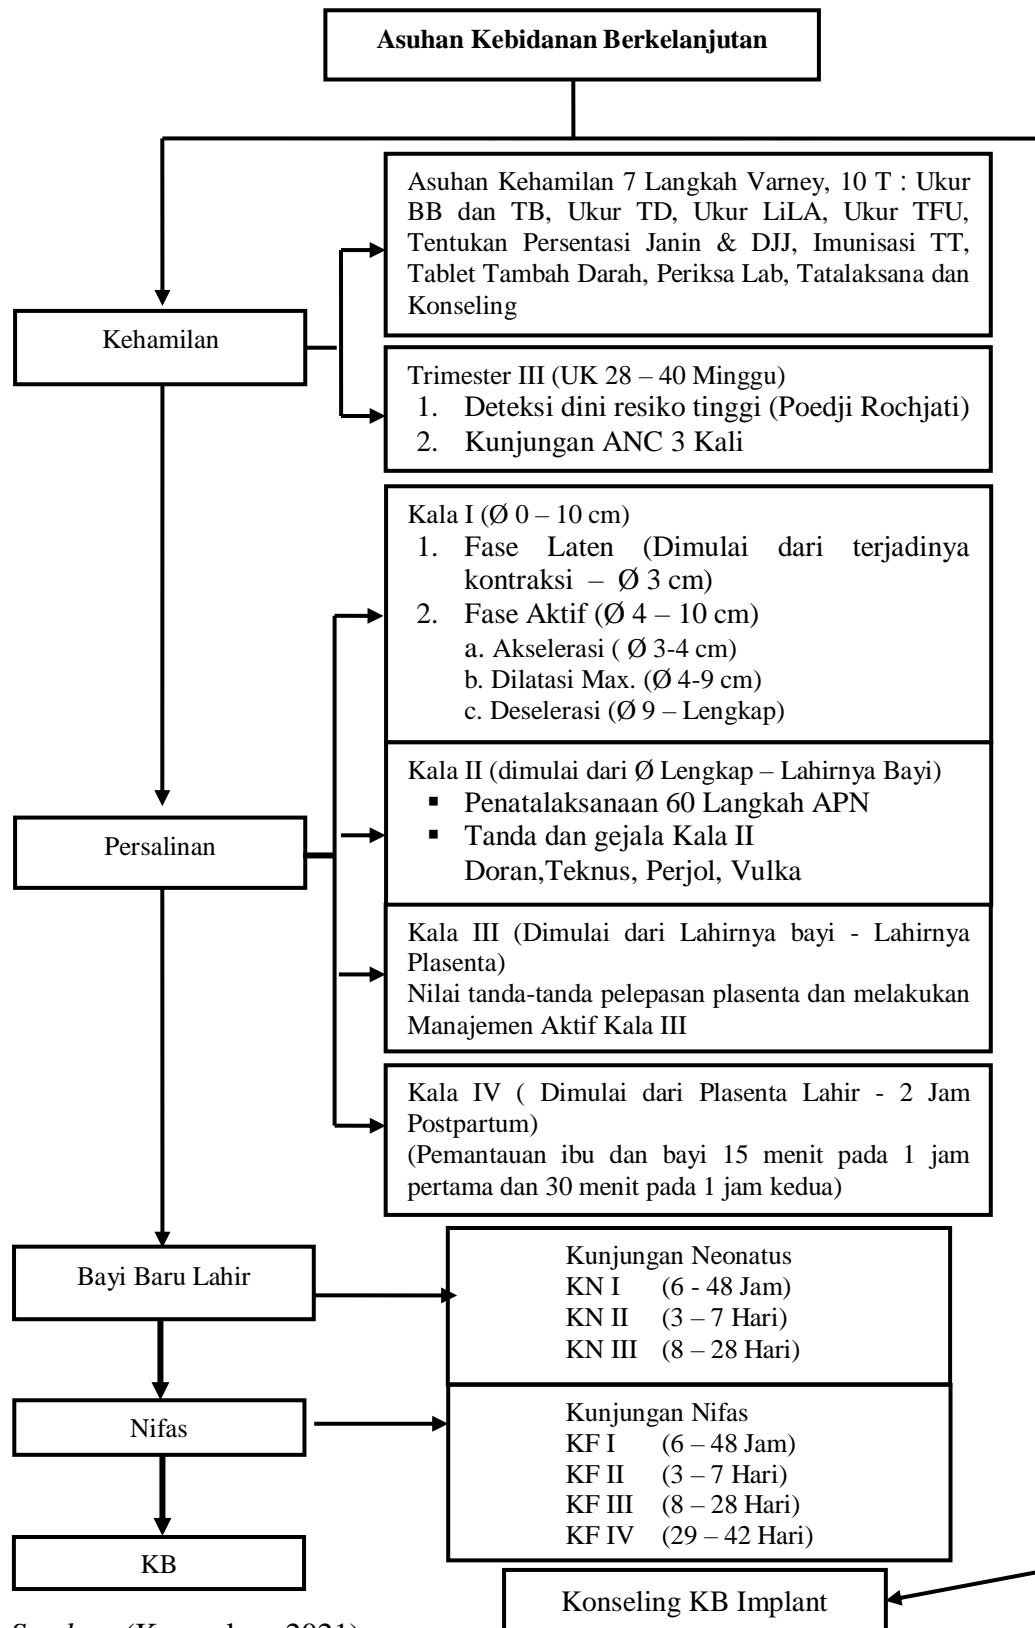 Asuhan Kebidanan Berkelanjutan
Asuhan Kehamilan 7 Langkah Varney, 10 T : Ukur
BB dan TB, Ukur TD, Ukur LiLA, Ukur TFU,
Tentukan Persentasi Janin & DJJ, Imunisasi TT,
Tablet Tambah Darah, Periksa Lab, Tatalaksana dan
Konseling
Kehamilan
Trimester III (UK 28 – 40 Minggu)
1. Deteksi dini resiko tinggi (Poedji Rochjati)
2. Kunjungan ANC 3 Kali
Kala I (Ø 0 – 10 cm)
1. Fase Laten (Dimulai dari terjadinya
kontraksi – Ø 3 cm)
2. Fase Aktif (Ø 4 – 10 cm)
a. Akselerasi ( Ø 3-4 cm)
b. Dilatasi Max. (Ø 4-9 cm)
c. Deselerasi (Ø 9 – Lengkap)
Kala II (dimulai dari Ø Lengkap – Lahirnya Bayi)
▪ Penatalaksanaan 60 Langkah APN
▪ Tanda dan gejala Kala II
Doran,Teknus, Perjol, Vulka
Persalinan
Kala III (Dimulai dari Lahirnya bayi - Lahirnya
Plasenta)
Nilai tanda-tanda pelepasan plasenta dan melakukan
Manajemen Aktif Kala III
Kala IV ( Dimulai dari Plasenta Lahir - 2 Jam
Postpartum)
(Pemantauan ibu dan bayi 15 menit pada 1 jam
pertama dan 30 menit pada 1 jam kedua)
Bayi Baru Lahir
Kunjungan Neonatus
KN I (6 - 48 Jam)
KN II (3 – 7 Hari)
KN III (8 – 28 Hari)
Nifas
Kunjungan Nifas
KF I (6 – 48 Jam)
KF II (3 – 7 Hari)
KF III (8 – 28 Hari)
KF IV (29 – 42 Hari)
KB
Konseling KB Implant
2021)